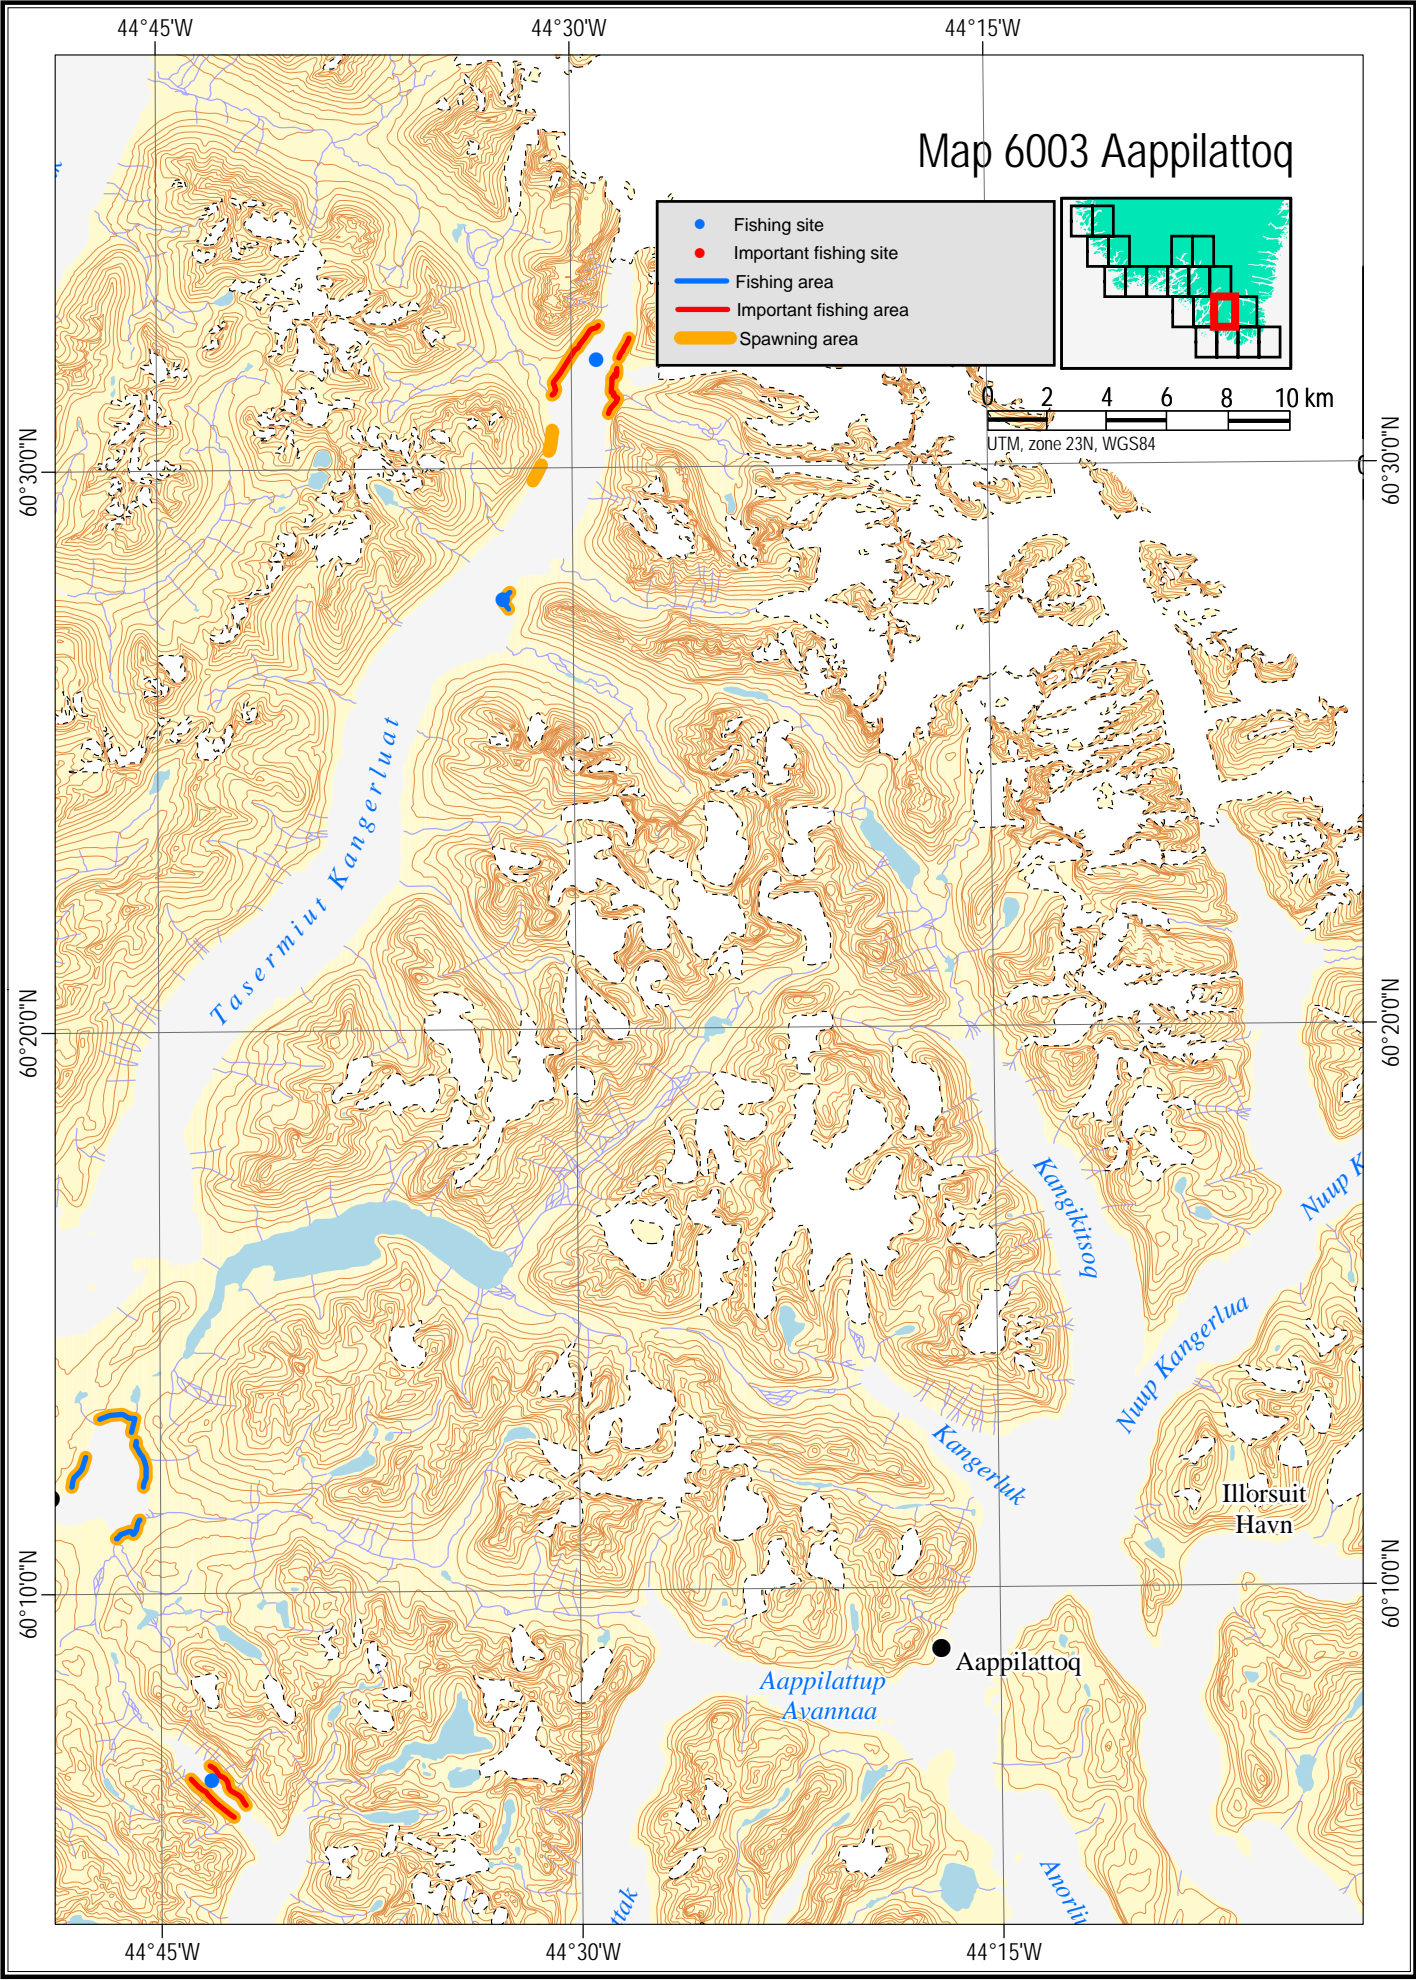 44°45'W
44°30'W
44°15'W
Map 6003 Aappilattoq
Fishing site
Important fishing site
Fishing area
Important fishing area
Spawning area
0 2 4 6 8 10 km
UTM, zone 23N, WGS84
60°30'0"N
60°30'0"N
Tasermiut Kangerluat
60°20'0"N
60°20'0"N
Kangikitsoq
Nuup K
Nuup Kangerlua
Kangerluk
Illorsuit
Havn
60°10'0"N
60°10'0"N
Aappilattoq
Aappilattup
Avannaa
ttak
Anorliu
44°45'W
44°30'W
44°15'W